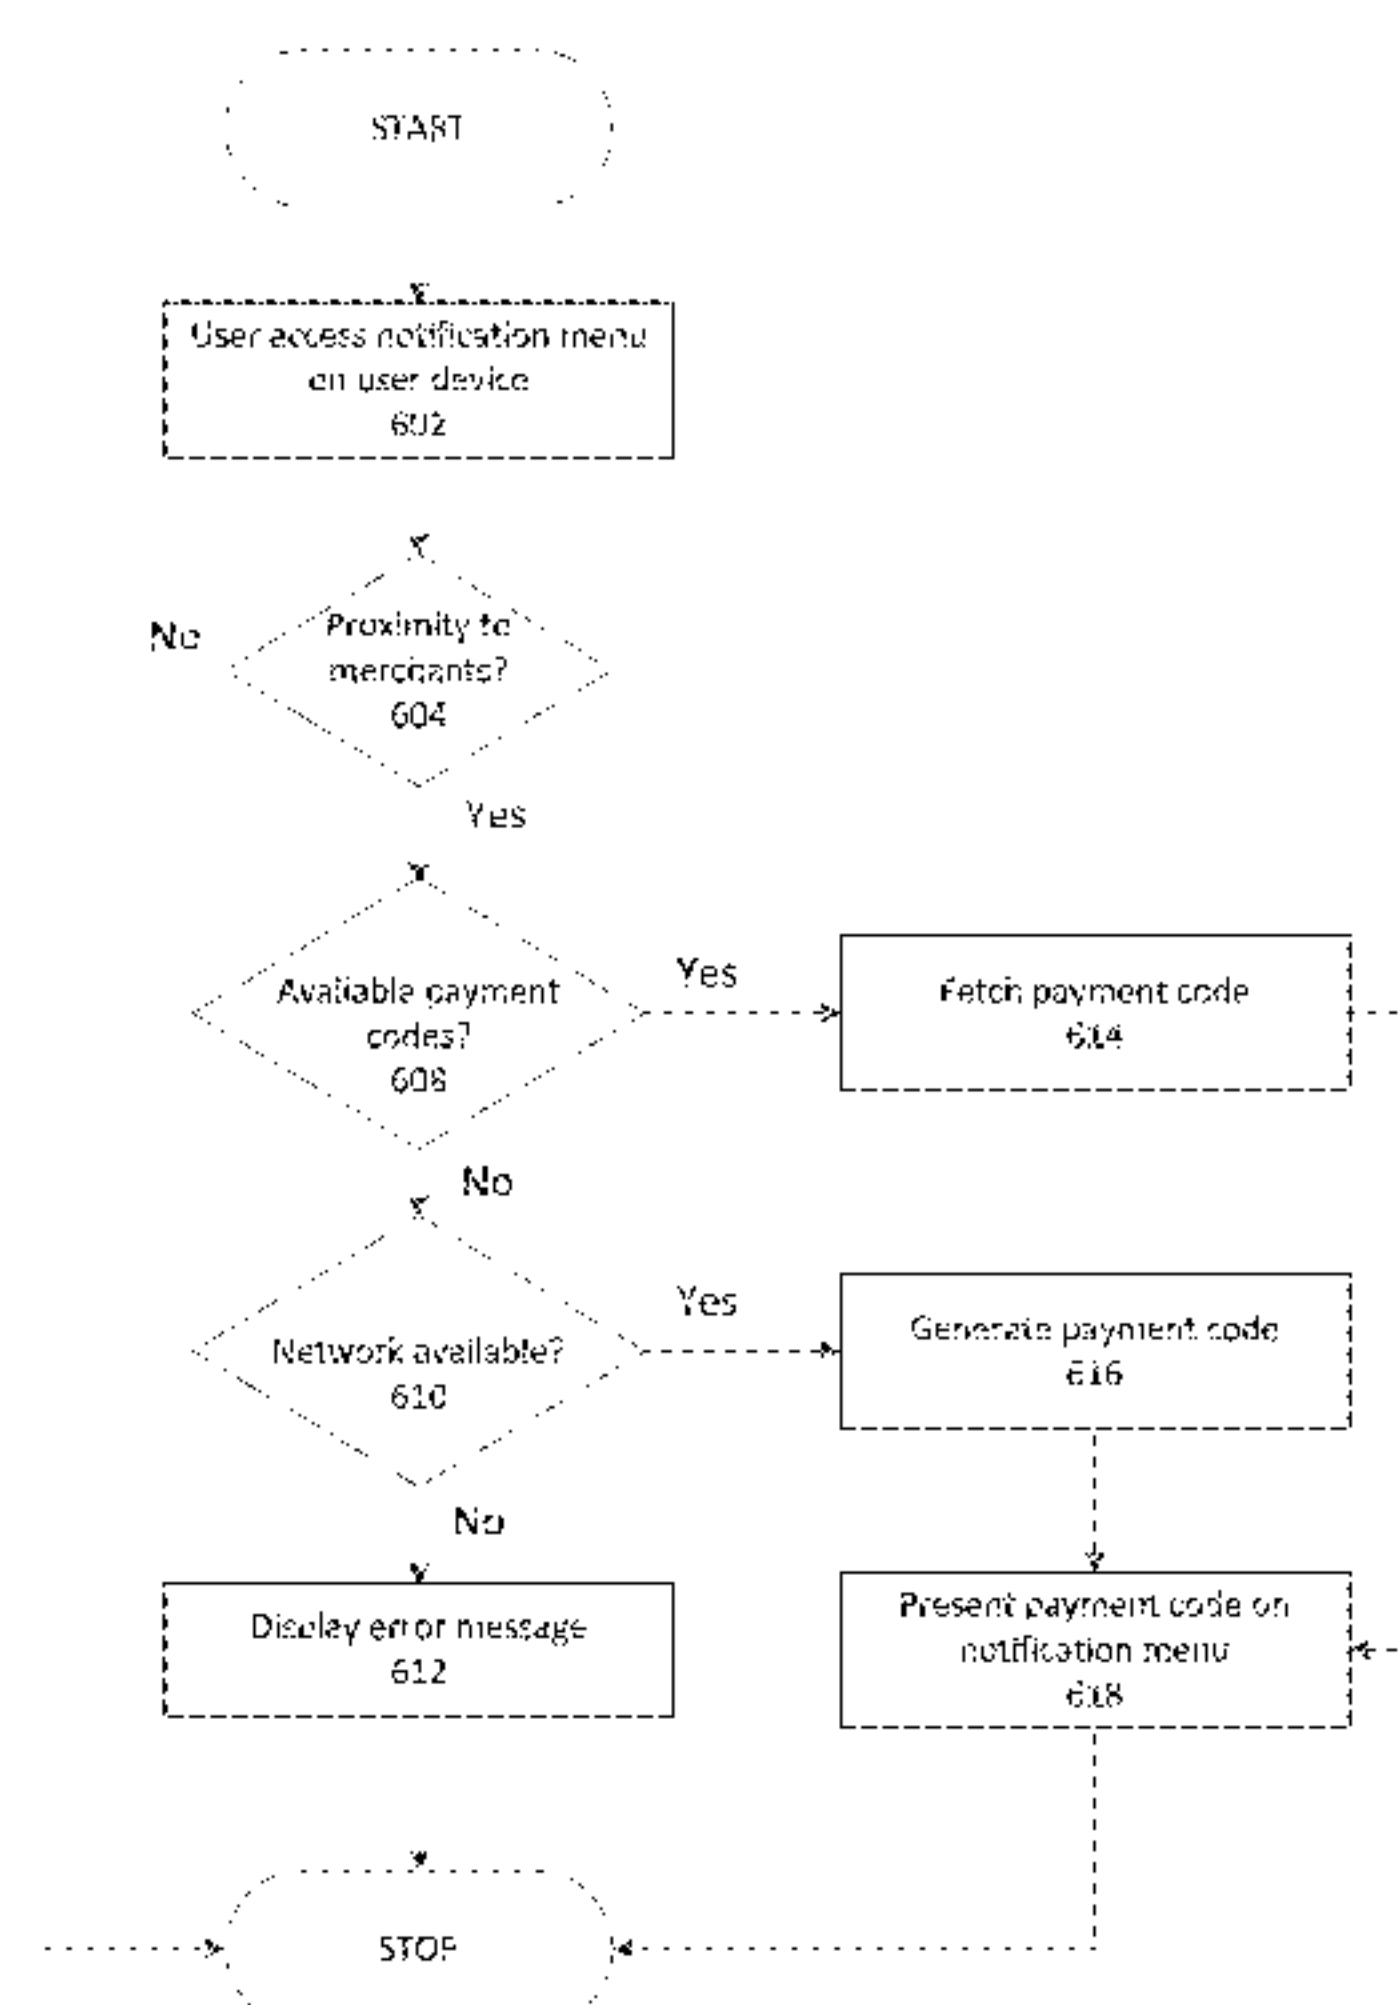 START
User access notification menu
on user device
602
No
Proximity to
merchants?
604
Yes
Available payment
codes?
608
Yes
Fetch payment code
614
No
Network available?
610
Yes
Generate payment code
616
No
Display error message
612
Present payment code on
notification menu
618
STOP